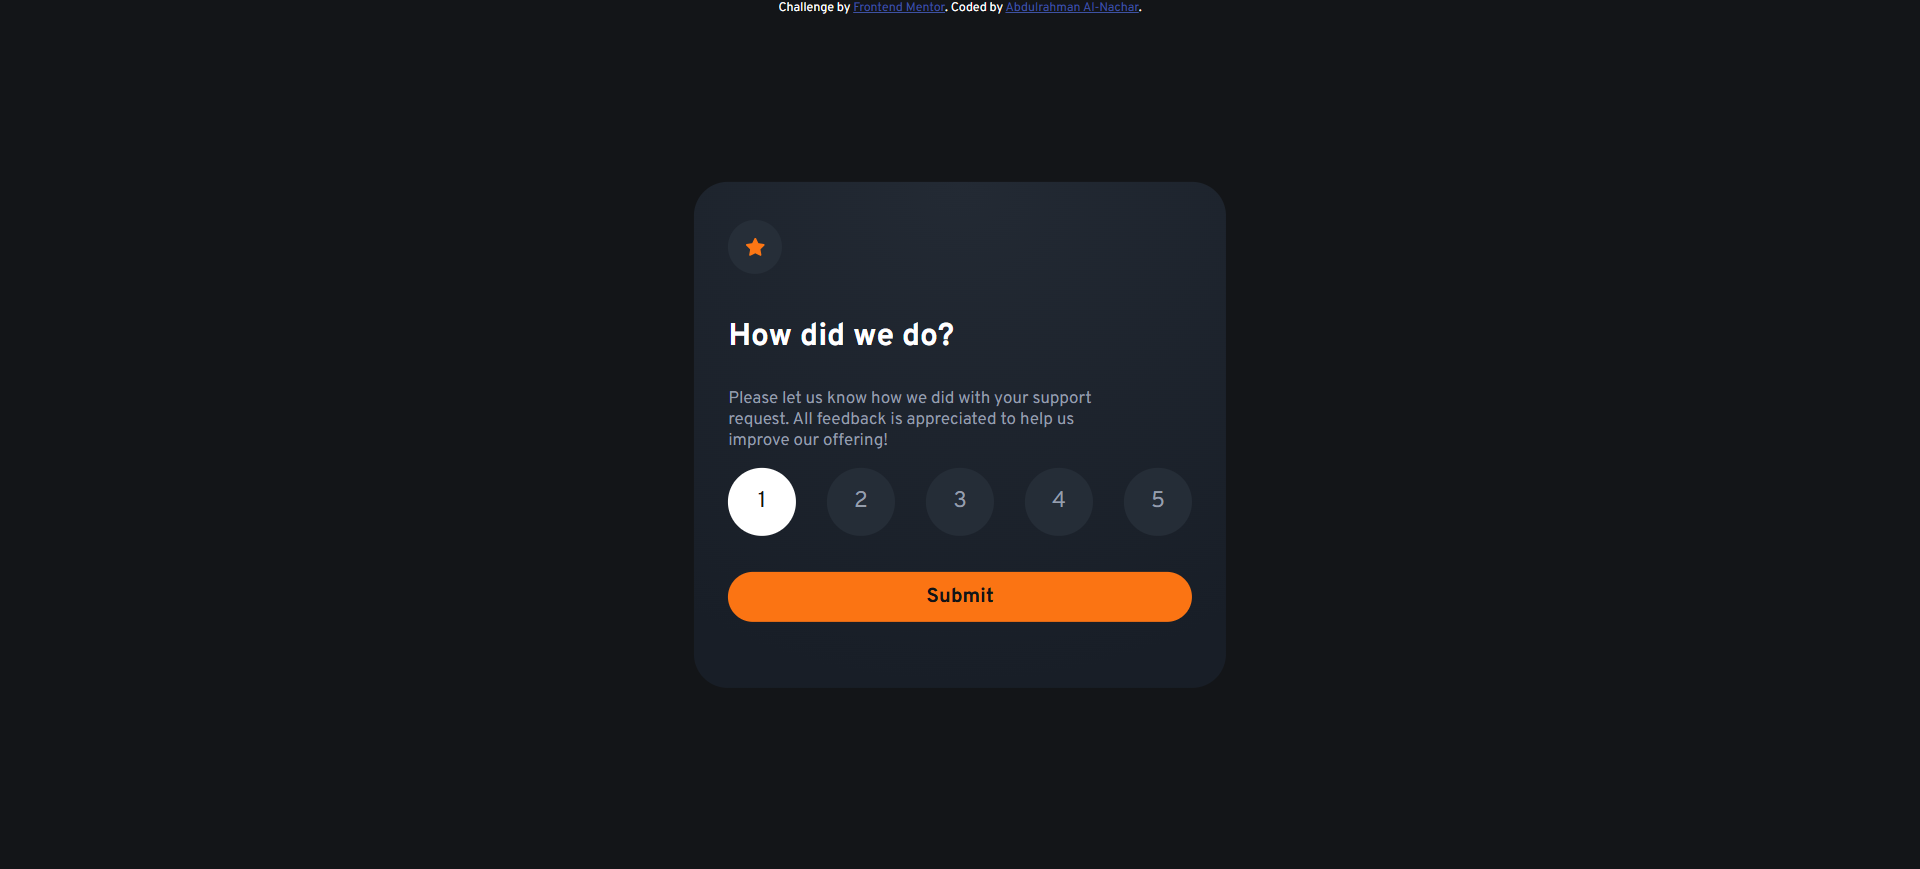 Challenge by Frontend Mentor. Coded by Abdulrahman Al-Nachar.
How did we do?
Please let us know how we did with your support
request. All feedback is appreciated to help us
improve our offering!
1 2 3 4 5
Submit